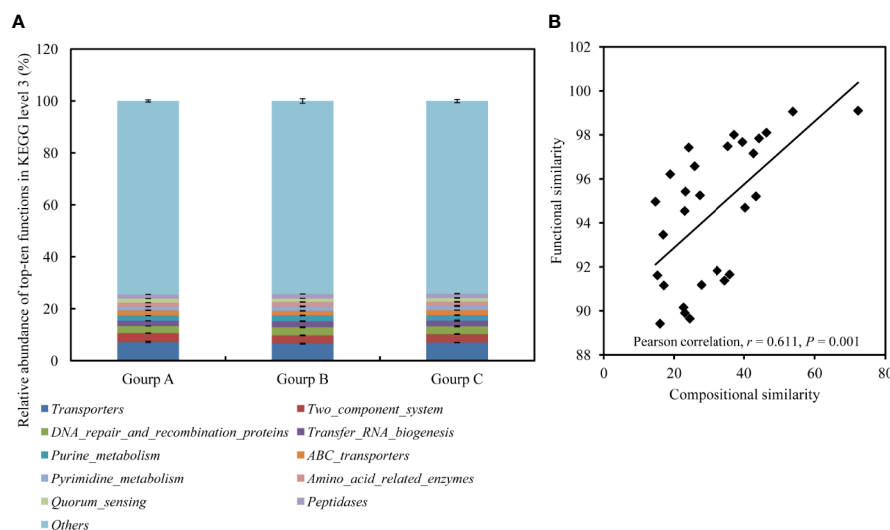 A
Relative abundance of top-ten functions in KEGG level 3 (%)
120
100
80
60
40
20
0
Gourp A
Gourp B
Gourp C
Transporters
Two_component_system
DNA_repair_and_recombination_proteins
Transfer_RNA_biogenesis
Purine_metabolism
ABC_transporters
Pyrimidine_metabolism
Amino_acid_related_enzymes
Quorum_sensing
Peptidases
Others
B
Functional similarity
102
100
98
96
94
92
90
88
Pearson correlation, r = 0.611, P = 0.001
0
20
40
60
80
Compositional similarity